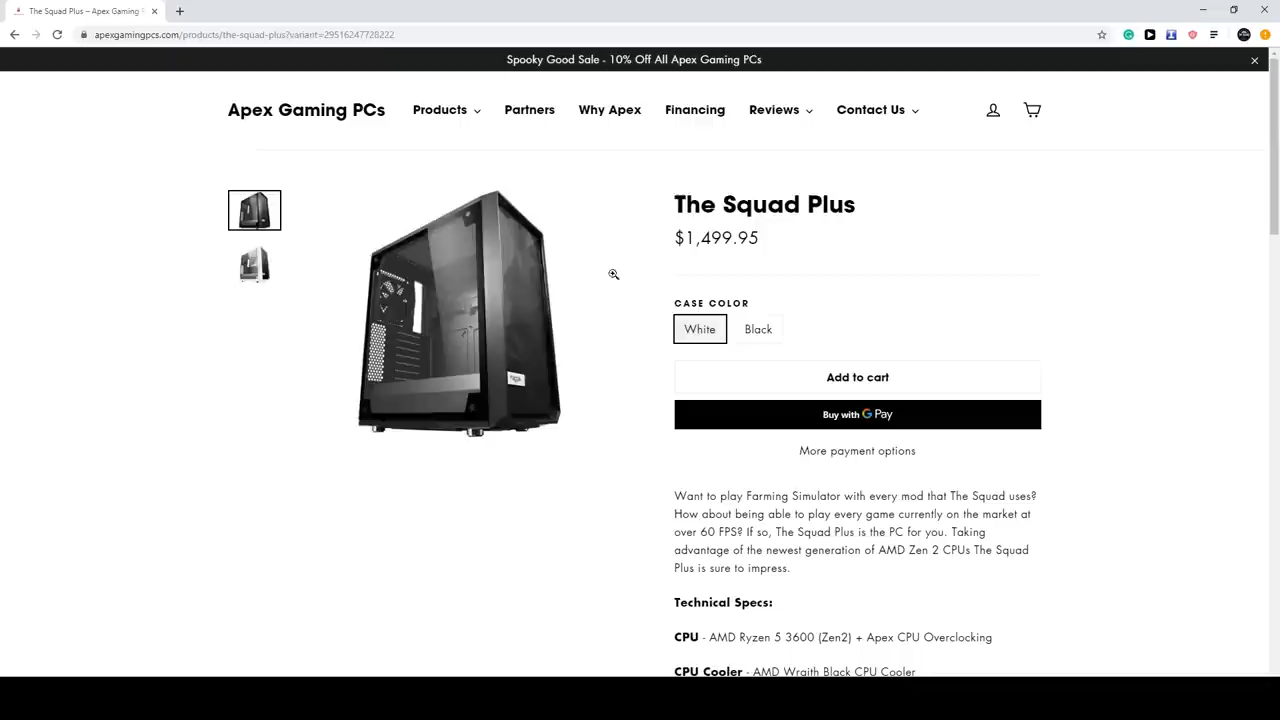 The Squad Plus – Apex Gaming P
apexgamingpcs.com/products/the-squad-plus?variant=29516247728222
Spooky Good Sale - 10% Off All Apex Gaming PCs
Apex Gaming PCs
Products
Partners
Why Apex
Financing
Reviews
Contact Us
The Squad Plus
$1,499.95
CASE COLOR
White
Black
Add to cart
Buy with G Pay
More payment options
Want to play Farming Simulator with every mod that The Squad uses?
How about being able to play every game currently on the market at
over 60 FPS? If so, The Squad Plus is the PC for you. Taking
advantage of the newest generation of AMD Zen 2 CPUs The Squad
Plus is sure to impress.
Technical Specs:
CPU - AMD Ryzen 5 3600 (Zen2) + Apex CPU Overclocking
CPU Cooler - AMD Wraith Black CPU Cooler